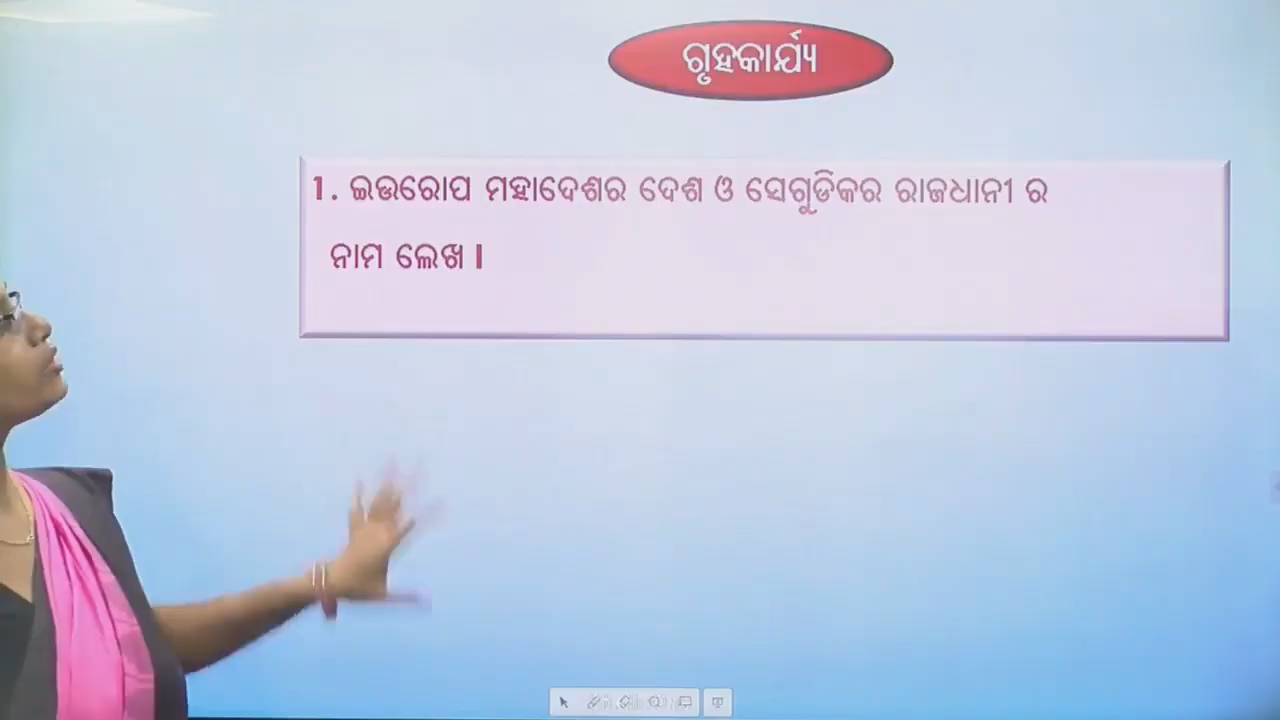 ଗୃହକାର୍ଯ୍ୟ
1. ଇଉରୋପ ମହାଦେଶର ଦେଶ ଓ ସେଗୁଡିକର ରାଜଧାନୀ ର
ନାମ ଲେଖ ।